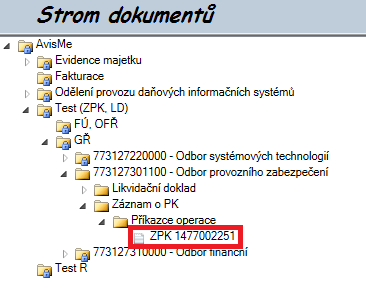 Strom dokumentů
AvisMe
Evidence majetku
Fakturace
Odělení provozu daňových informačních systémů
Test (ZPK, LD)
FÚ, OFŘ
GŘ
773127220000 - Odbor systémových technologií
773127301100 - Odbor provozního zabezpečení
Likvidační doklad
Záznam o PK
Příkazce operace
ZPK 1477002251
773127310000 - Odbor finanční
Test R